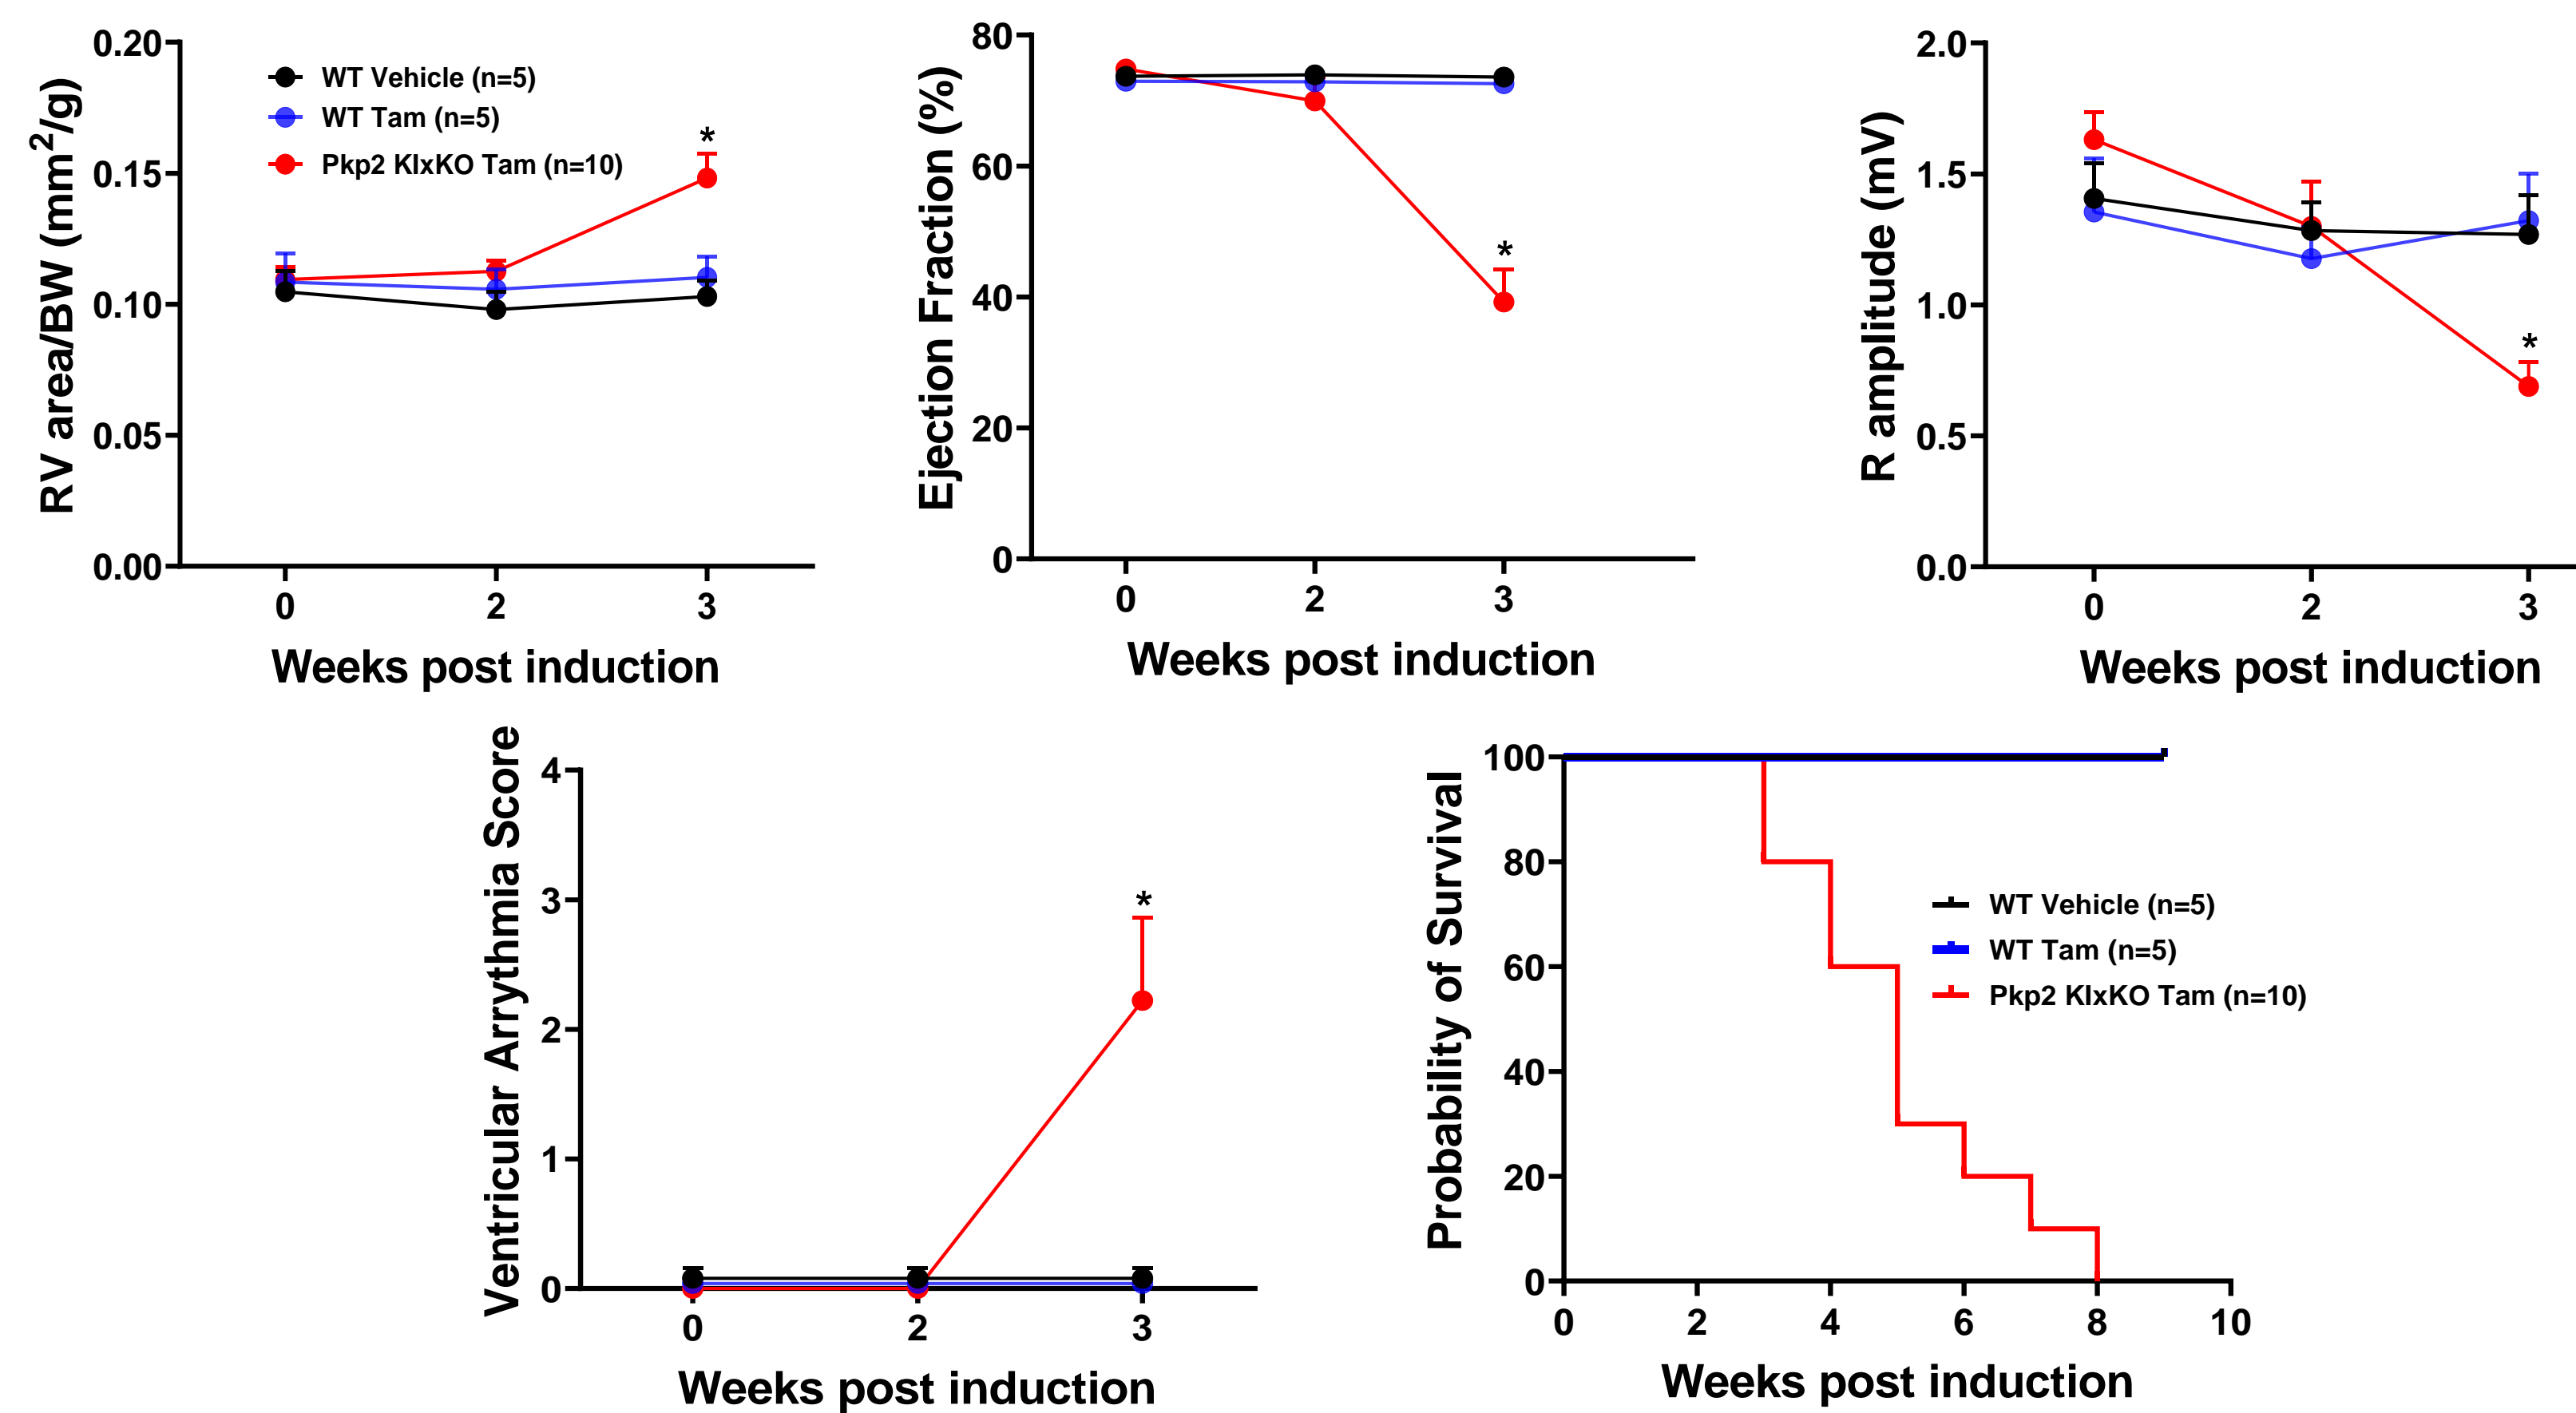 RV area/BW (mm²/g)
0.20
0.15
0.10
0.05
0.00
WT Vehicle (n=5)
WT Tam (n=5)
Pkp2 KIxKO Tam (n=10)
*
0 2 3
Weeks post induction
Ejection Fraction (%)
80
60
40
20
0
*
0 2 3
Weeks post induction
R amplitude (mV)
2.0
1.5
1.0
0.5
0.0
*
0 2 3
Weeks post induction
Ventricular Arrythmia Score
4
3
2
1
0
*
0 2 3
Weeks post induction
Probability of Survival
100
80
60
40
20
0
WT Vehicle (n=5)
WT Tam (n=5)
Pkp2 KIxKO Tam (n=10)
0 2 4 6 8 10
Weeks post induction